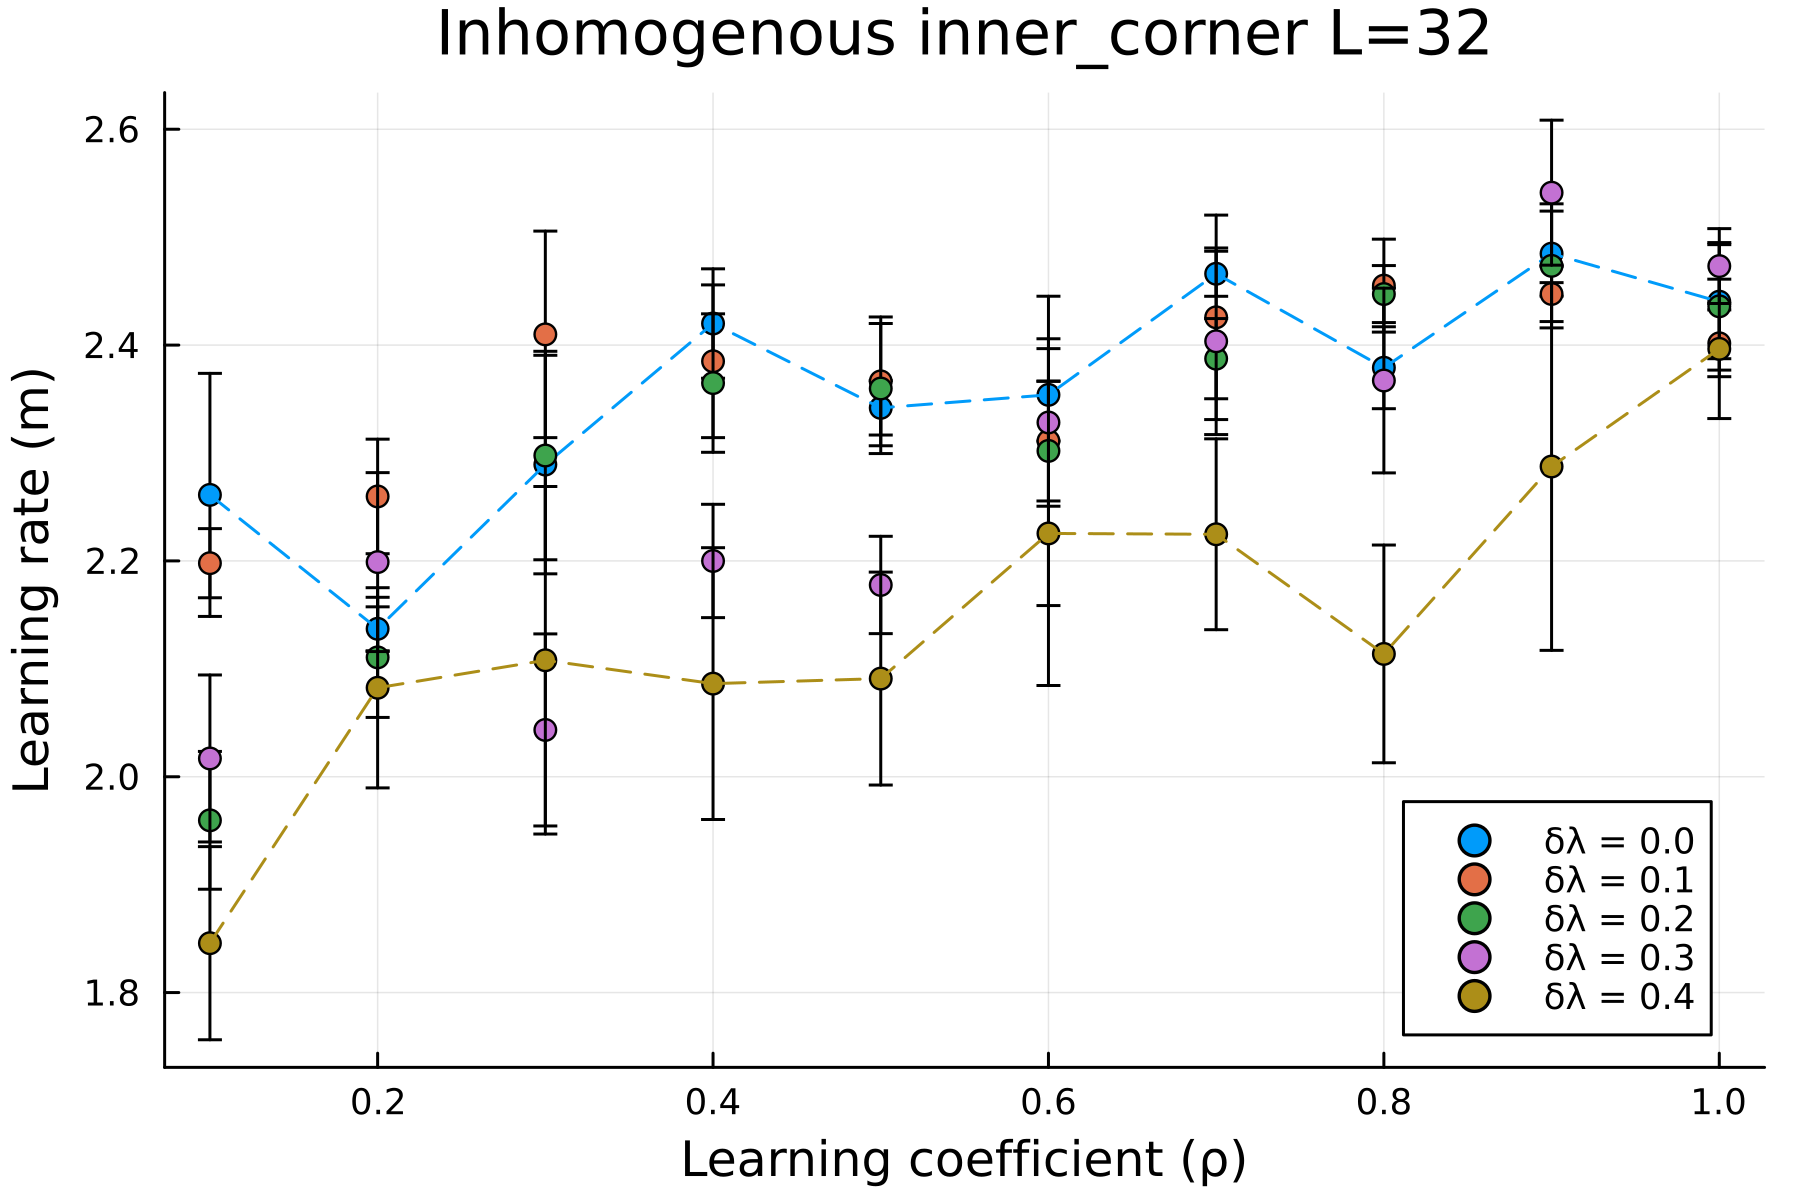 Inhomogenous inner_corner L=32
Learning rate (m)
2.6
2.4
2.2
2.0
1.8
δλ = 0.0
δλ = 0.1
δλ = 0.2
δλ = 0.3
δλ = 0.4
0.2 0.4 0.6 0.8 1.0
Learning coefficient (ρ)